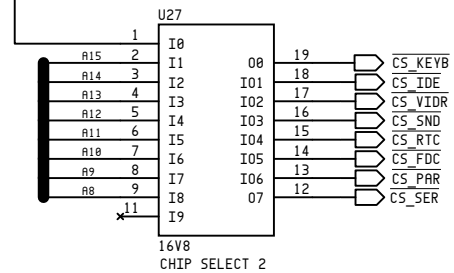 U27
1 I0
A15 2 I1 O0 19 CS_KEYB
A14 3 I2 IO1 18 CS_IDE
A13 4 I3 IO2 17 CS_VIDR
A12 5 I4 IO3 16 CS_SND
A11 6 I5 IO4 15 CS_RTC
A10 7 I6 IO5 14 CS_FDC
A9 8 I7 IO6 13 CS_PAR
A8 9 I8 O7 12 CS_SER
11 I9
16V8
CHIP SELECT 2